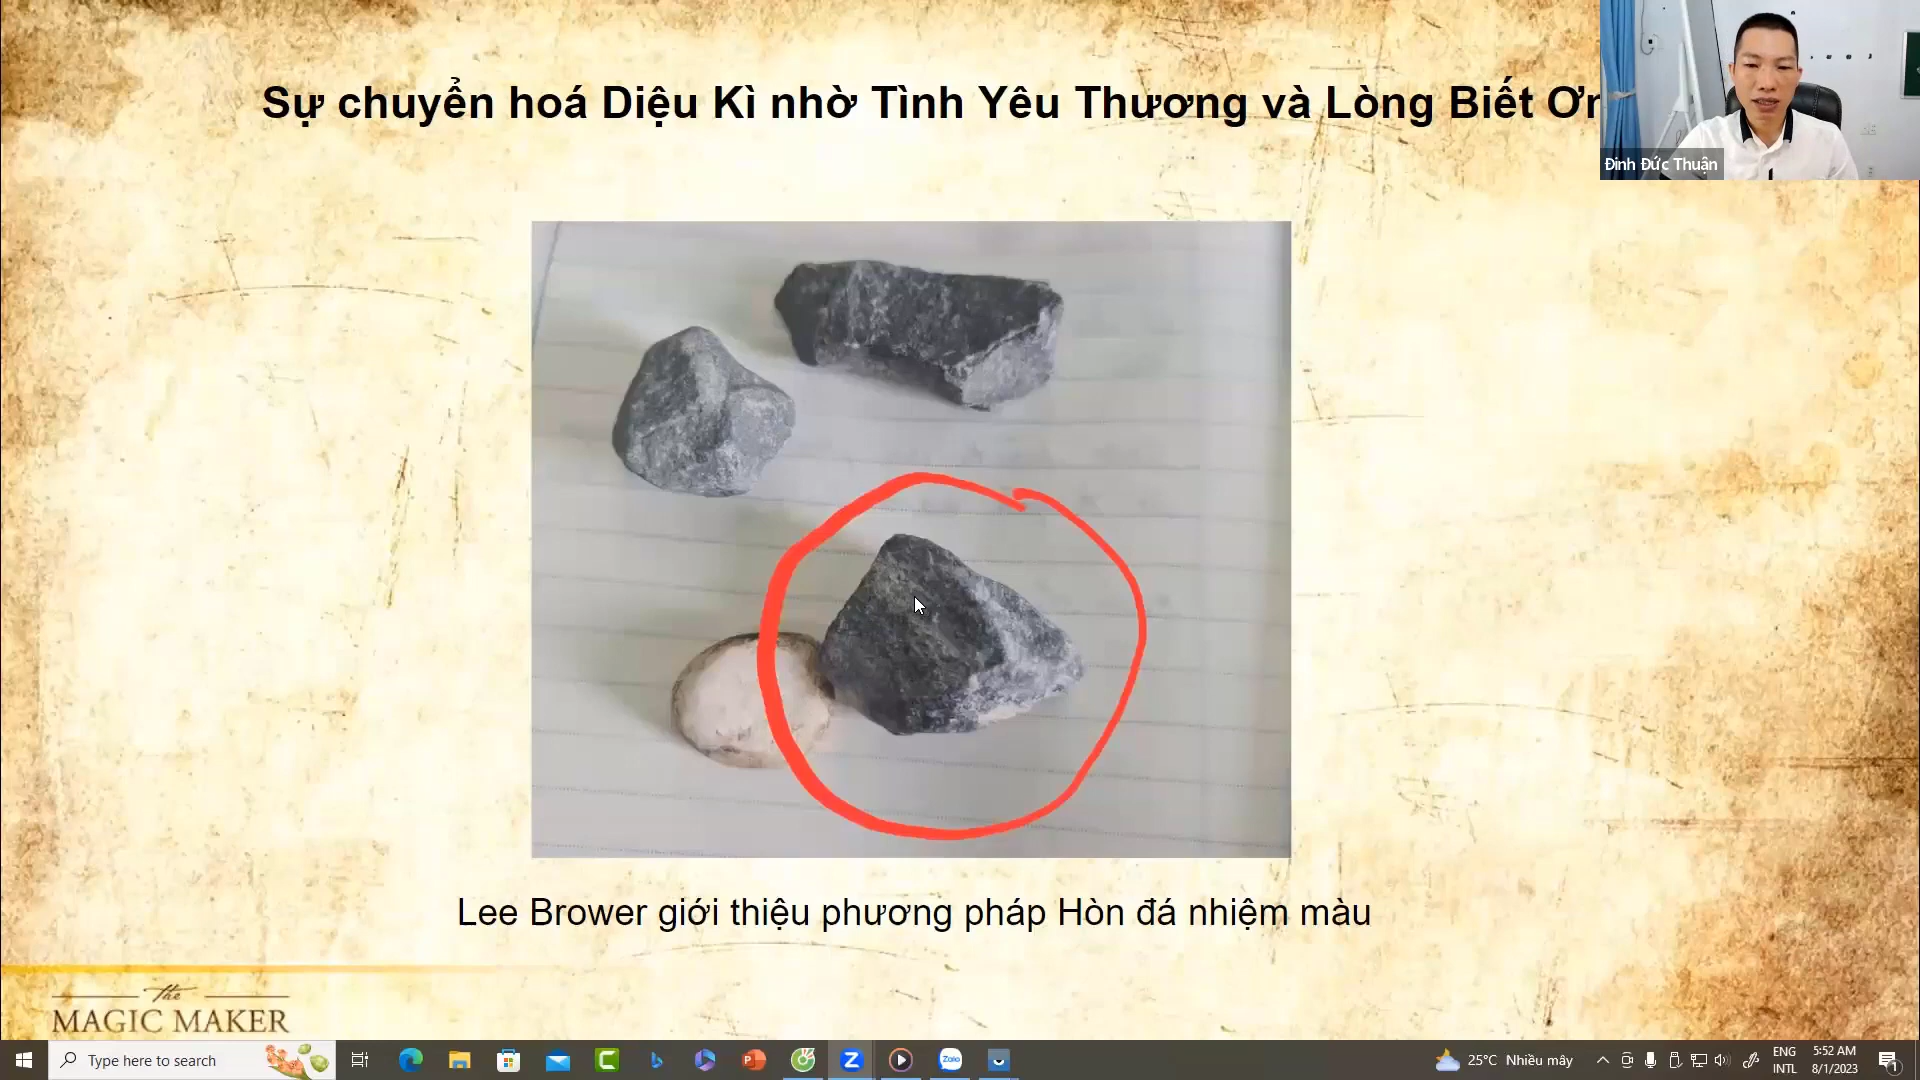 Sự chuyển hoá Diệu Kì nhờ Tình Yêu Thương và Lòng Biết Ơn
Đinh Đức Thuận
Lee Brower giới thiệu phương pháp Hòn đá nhiệm màu
the
MAGIC MAKER
Type here to search
Zalo
25°C Nhiều mây
ENG
INTL
5:52 AM
8/1/2023
1